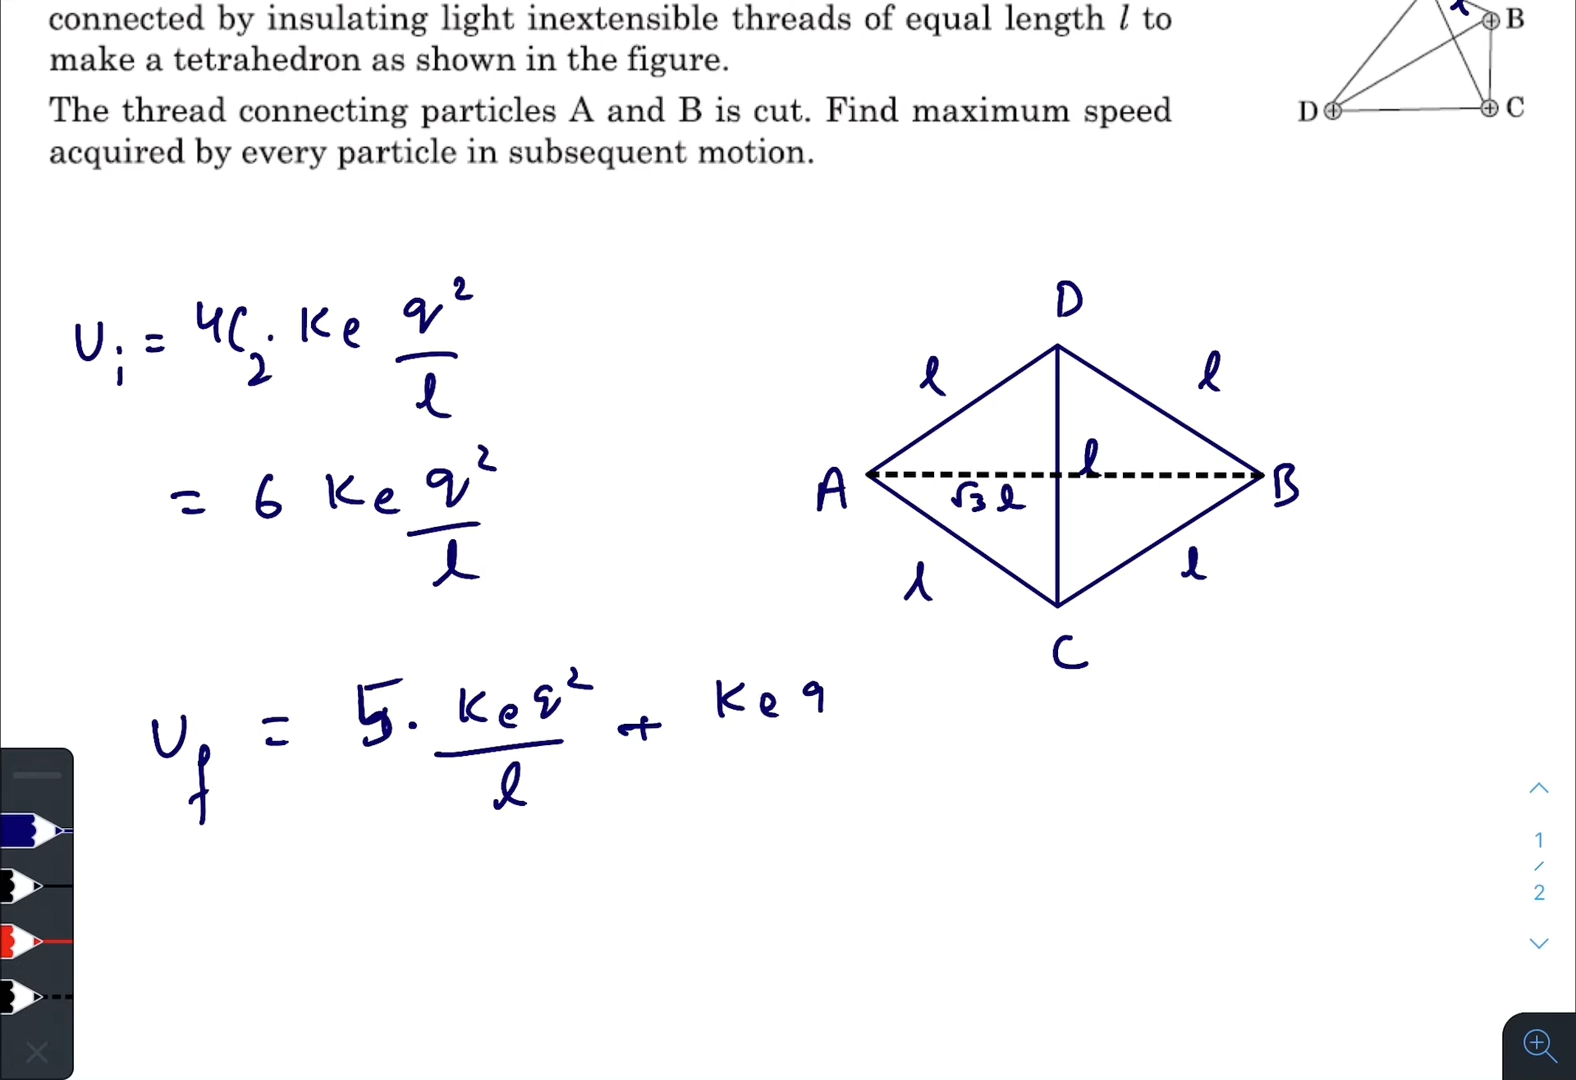 connected by insulating light inextensible threads of equal length l to
make a tetrahedron as shown in the figure.
The thread connecting particles A and B is cut. Find maximum speed
acquired by every particle in subsequent motion.
B
D
C
U_i = 4C_2 . Ke q^2/l
= 6 Ke q^2/l
U_f = 5. Ke q^2/l + Ke q
D
l
l
A
l
√3 l
B
l
l
C
1
/
2